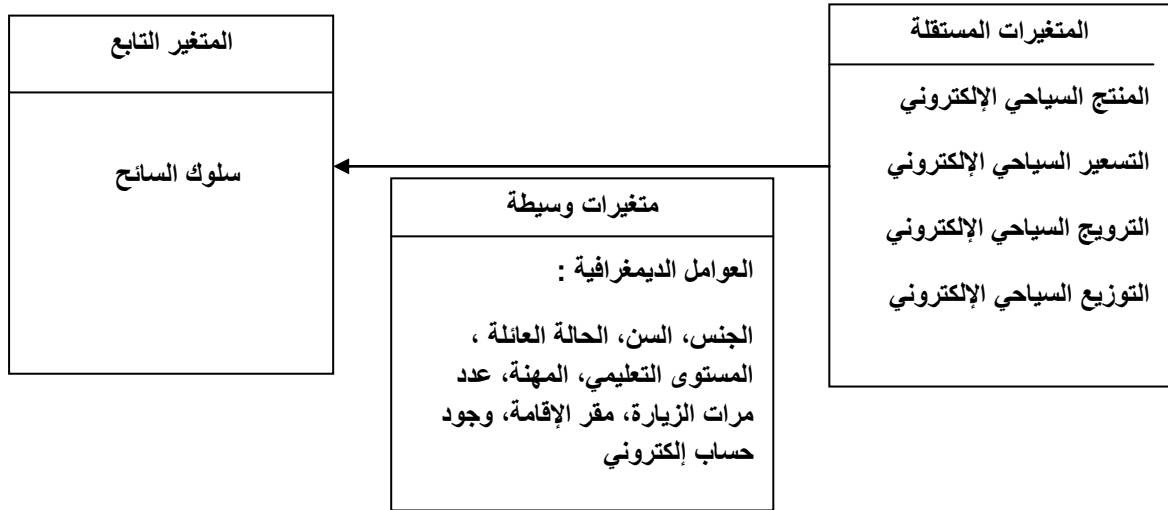 المتغيرات المستقلة
المنتج السياحي الإلكتروني
التسعير السياحي الإلكتروني
الترويج السياحي الإلكتروني
التوزيع السياحي الإلكتروني
متغيرات وسيطة
العوامل الديمغرافية :
الجنس، السن، الحالة العائلة ،
المستوى التعليمي، المهنة، عدد
مرات الزيارة، مقر الإقامة، وجود
حساب إلكتروني
المتغير التابع
سلوك السائح